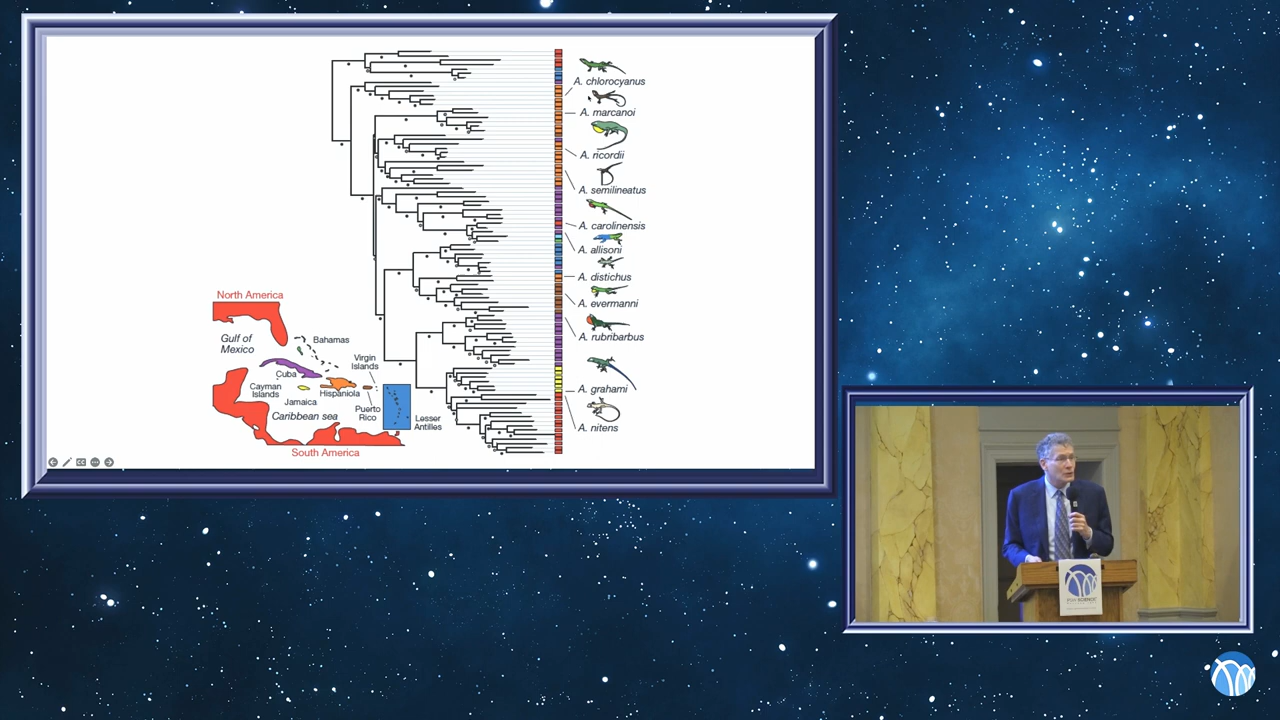 A. chlorocyanus
A. marcanoi
A. ricordii
A. semilineatus
A. carolinensis
A. allisoni
A. distichus
A. evermanni
A. rubribarbus
A. grahami
A. nitens
North America
Gulf of
Mexico
Bahamas
Virgin
Islands
Cuba
Cayman
Islands
Hispaniola
Jamaica
Puerto
Rico
Caribbean sea
Lesser
Antilles
South America